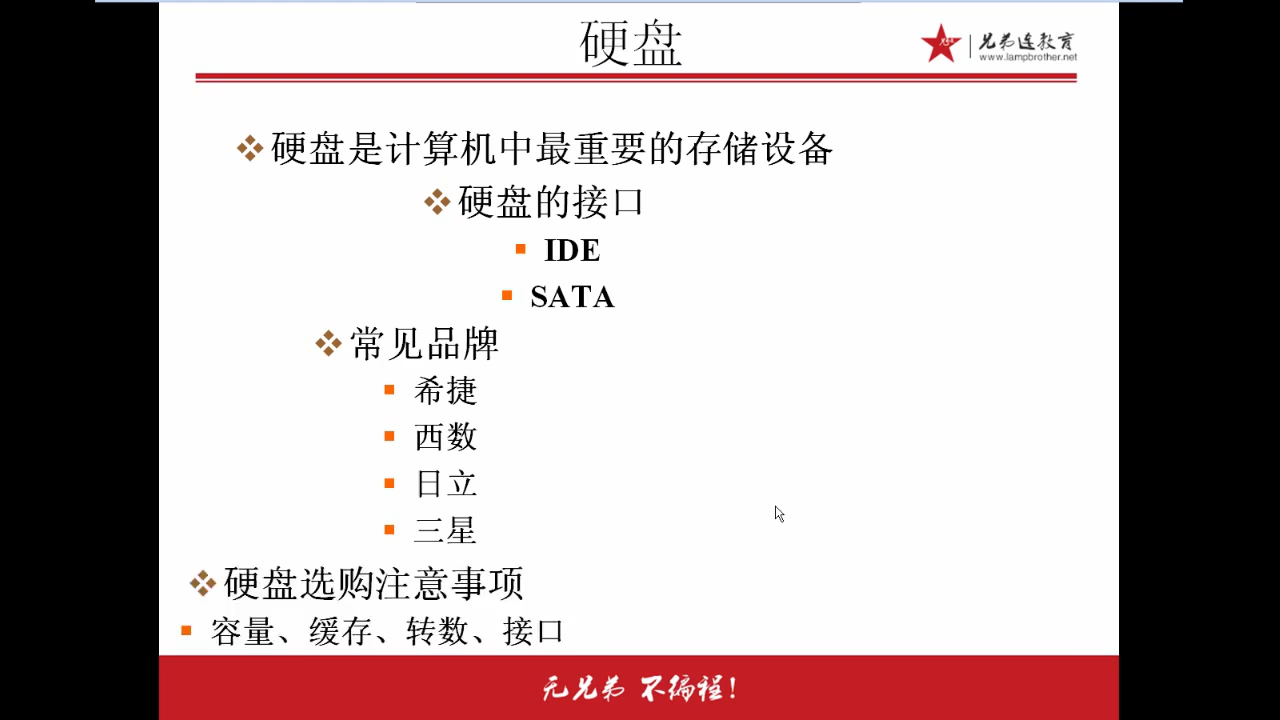 硬盘
兄弟连教育
www.lampbrother.net
硬盘是计算机中最重要的存储设备
硬盘的接口
IDE
SATA
常见品牌
希捷
西数
日立
三星
硬盘选购注意事项
容量、缓存、转数、接口
无兄弟 不编程!